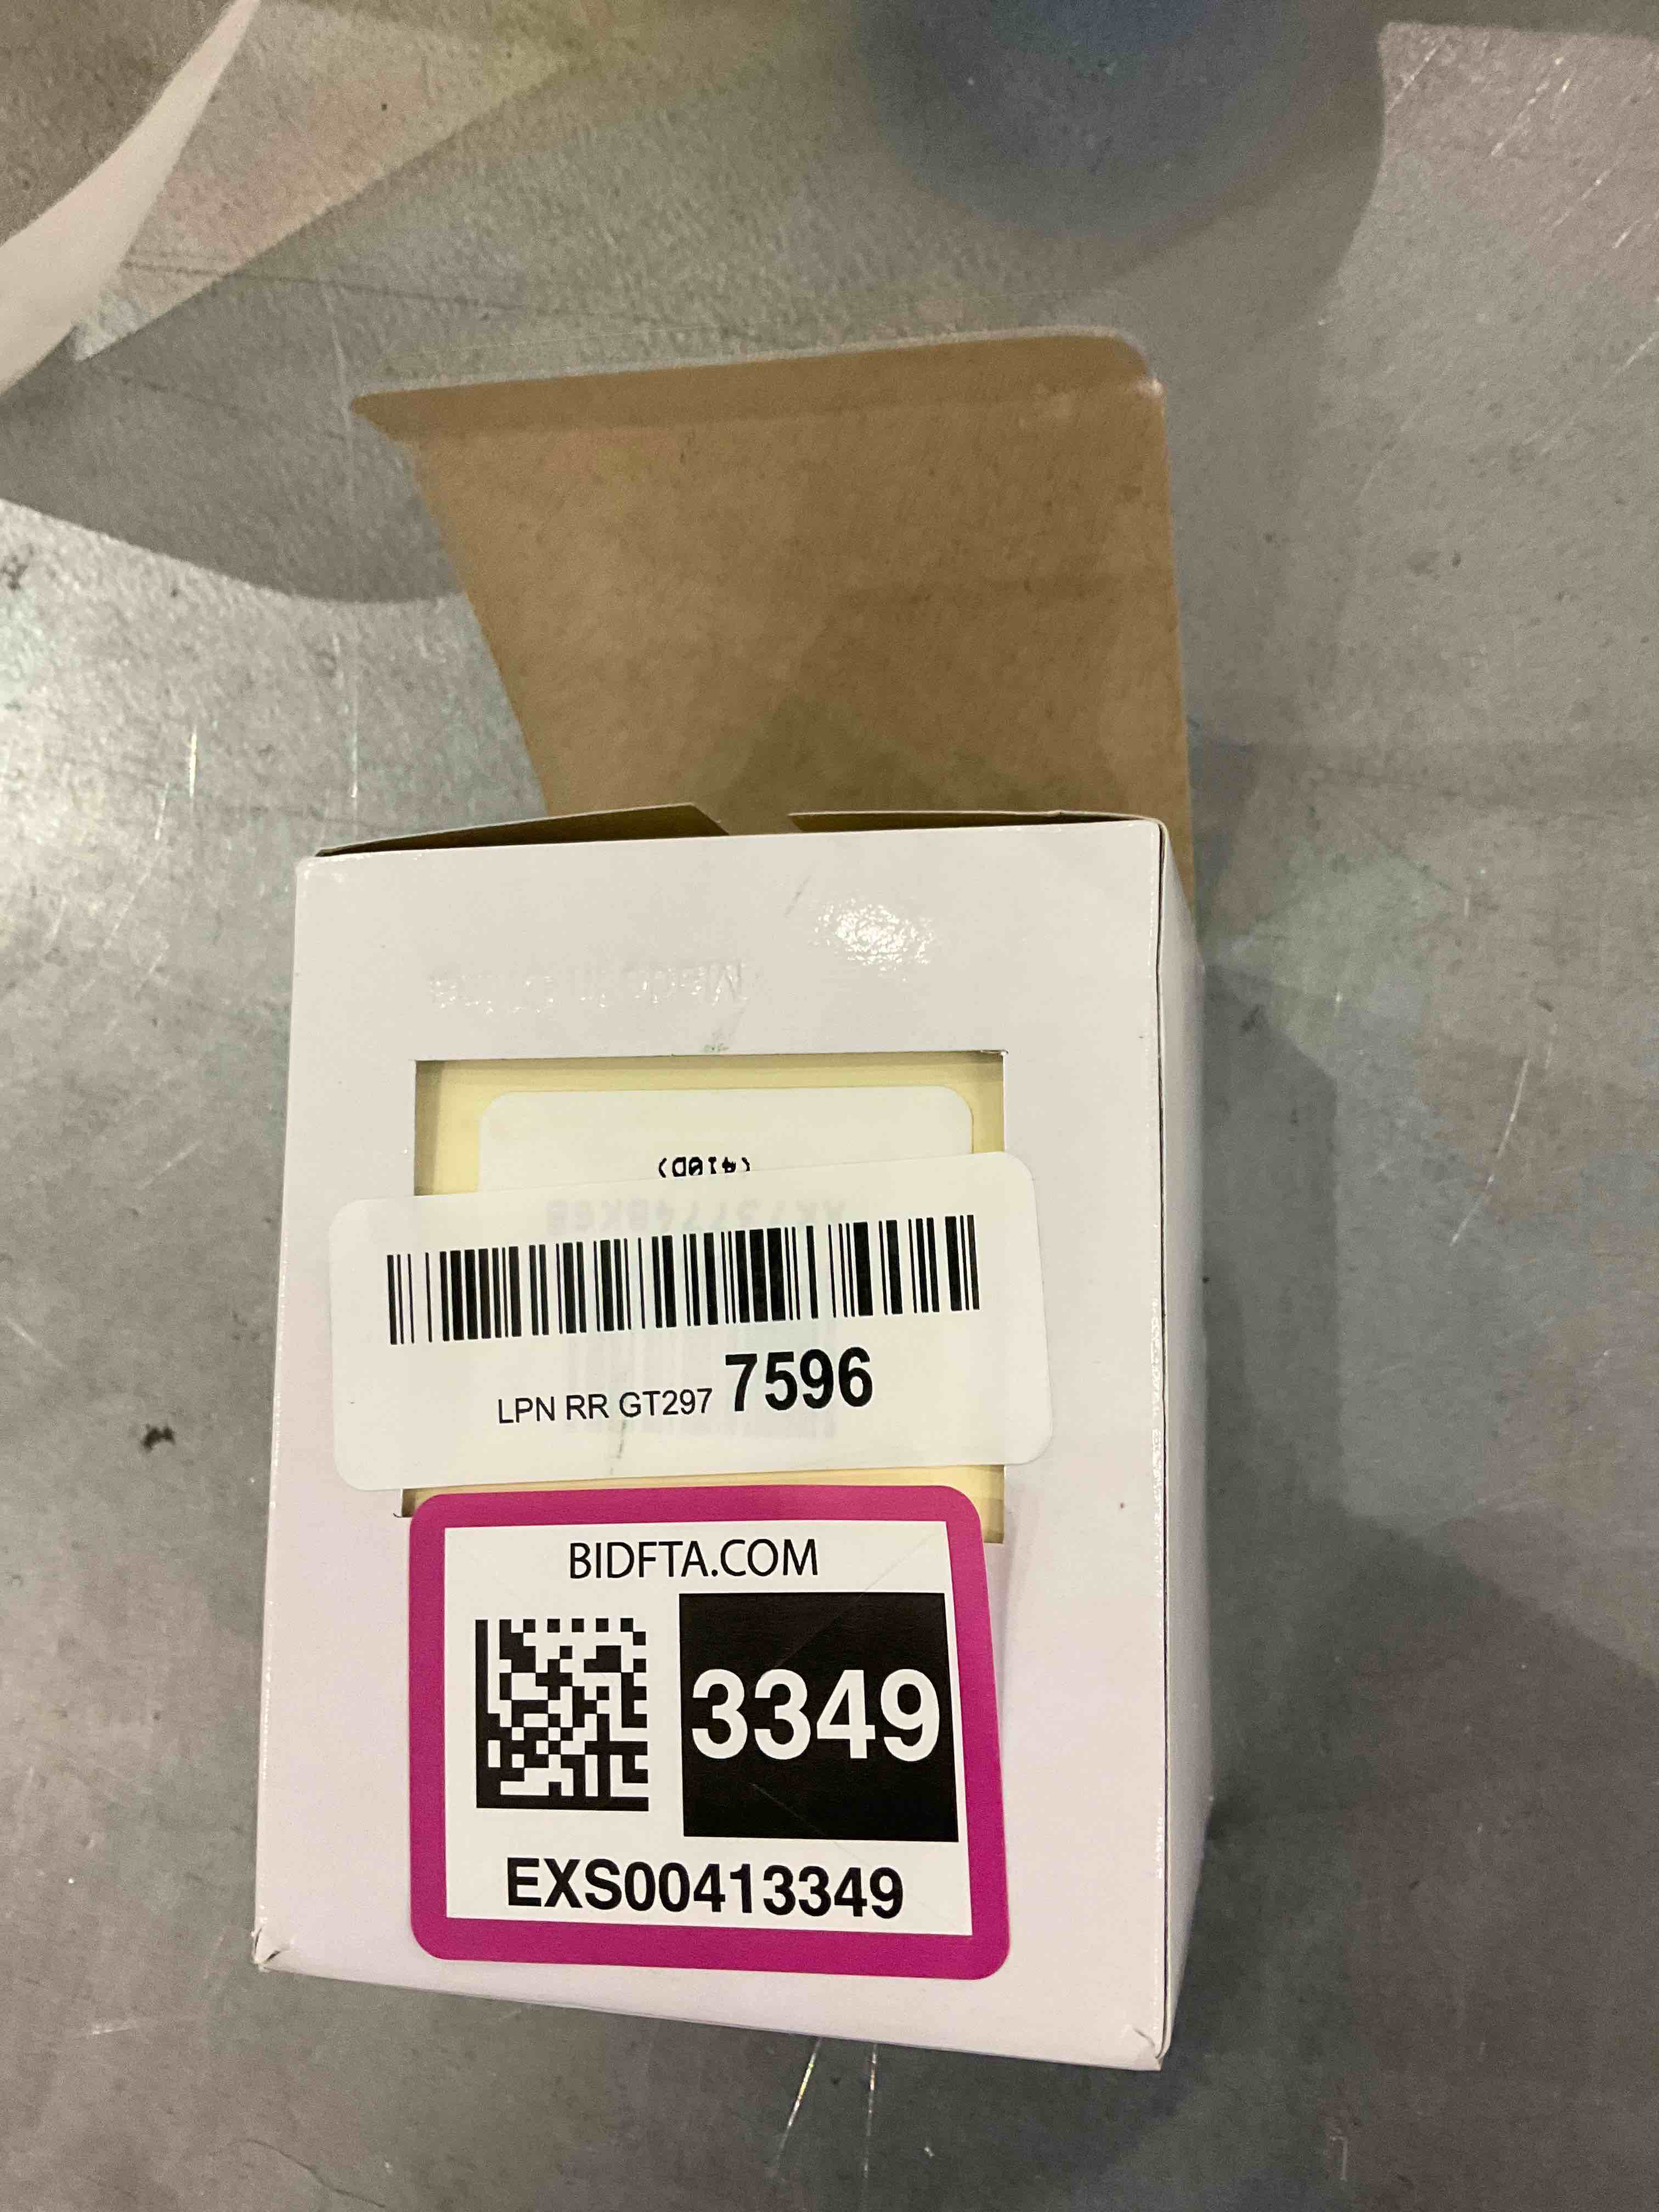 LPN RR GT297 7596
BIDFTA.COM
3349
EXS00413349